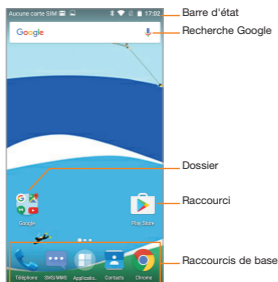 Aucune carte SIM 17:02
Barre d'état
Google
Recherche Google
Dossier
Google
Play Store
Raccourci
Téléphone SMS/MMS Applicatio.. Contacts Chrome
Raccourcis de base